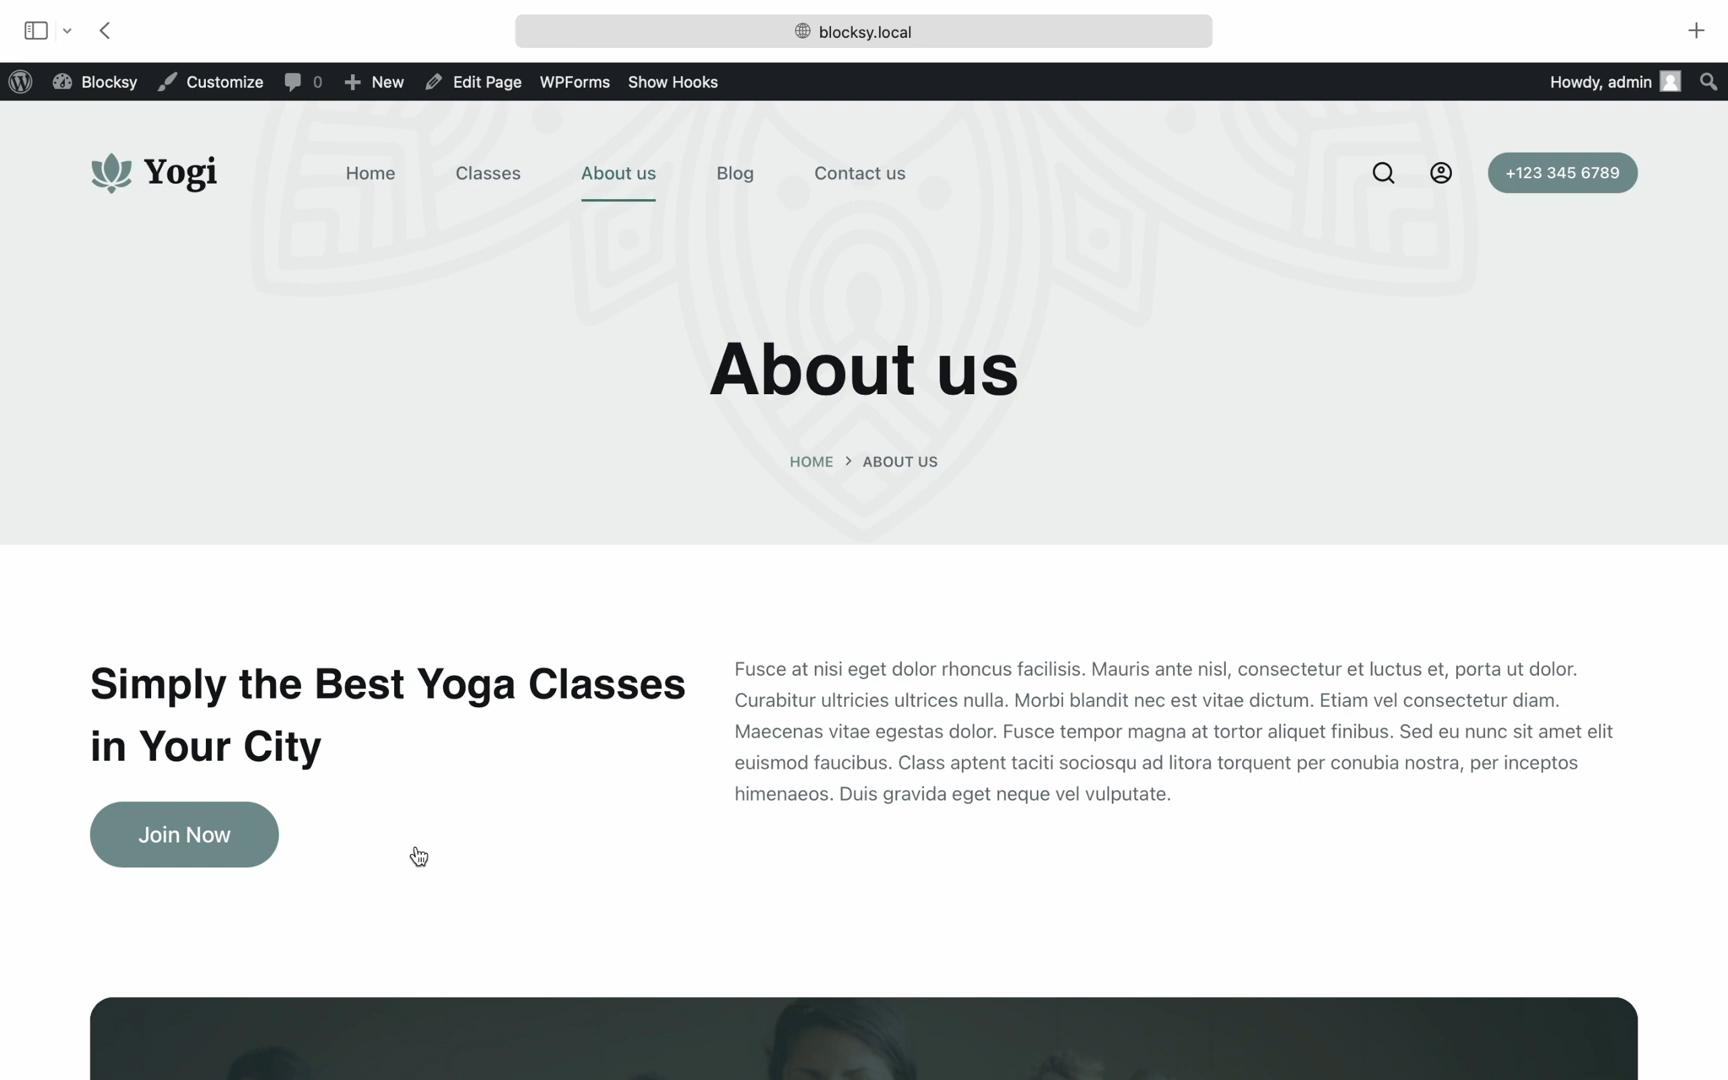 blocksy.local
Blocksy Customize 0 New Edit Page WPForms Show Hooks Howdy, admin
Yogi Home Classes About us Blog Contact us +123 345 6789
About us
HOME > ABOUT US
Simply the Best Yoga Classes
in Your City
Join Now
Fusce at nisi eget dolor rhoncus facilisis. Mauris ante nisl, consectetur et luctus et, porta ut dolor.
Curabitur ultricies ultrices nulla. Morbi blandit nec est vitae dictum. Etiam vel consectetur diam.
Maecenas vitae egestas dolor. Fusce tempor magna at tortor aliquet finibus. Sed eu nunc sit amet elit
euismod faucibus. Class aptent taciti sociosqu ad litora torquent per conubia nostra, per inceptos
himenaeos. Duis gravida eget neque vel vulputate.